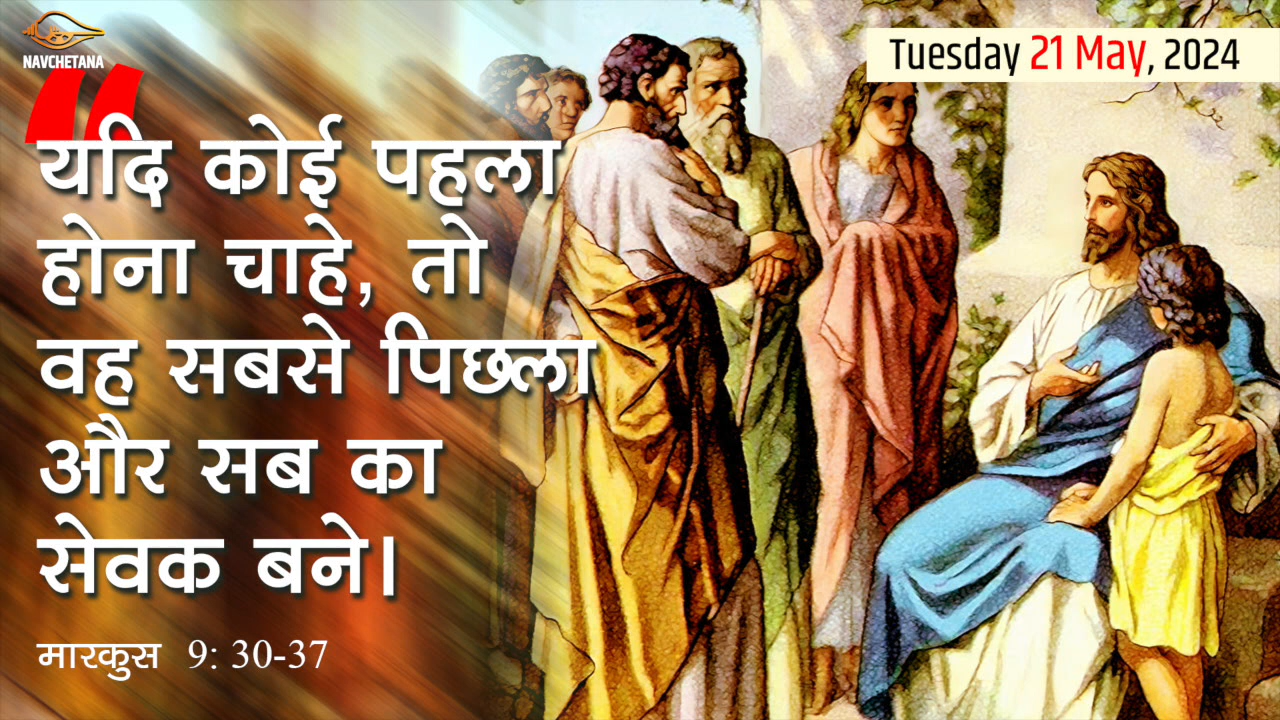 NAVCHETANA
Tuesday 21 May, 2024
“
यदि कोई पहला
होना चाहे, तो
वह सबसे पिछला
और सब का
सेवक बने।
मारकुस 9: 30-37